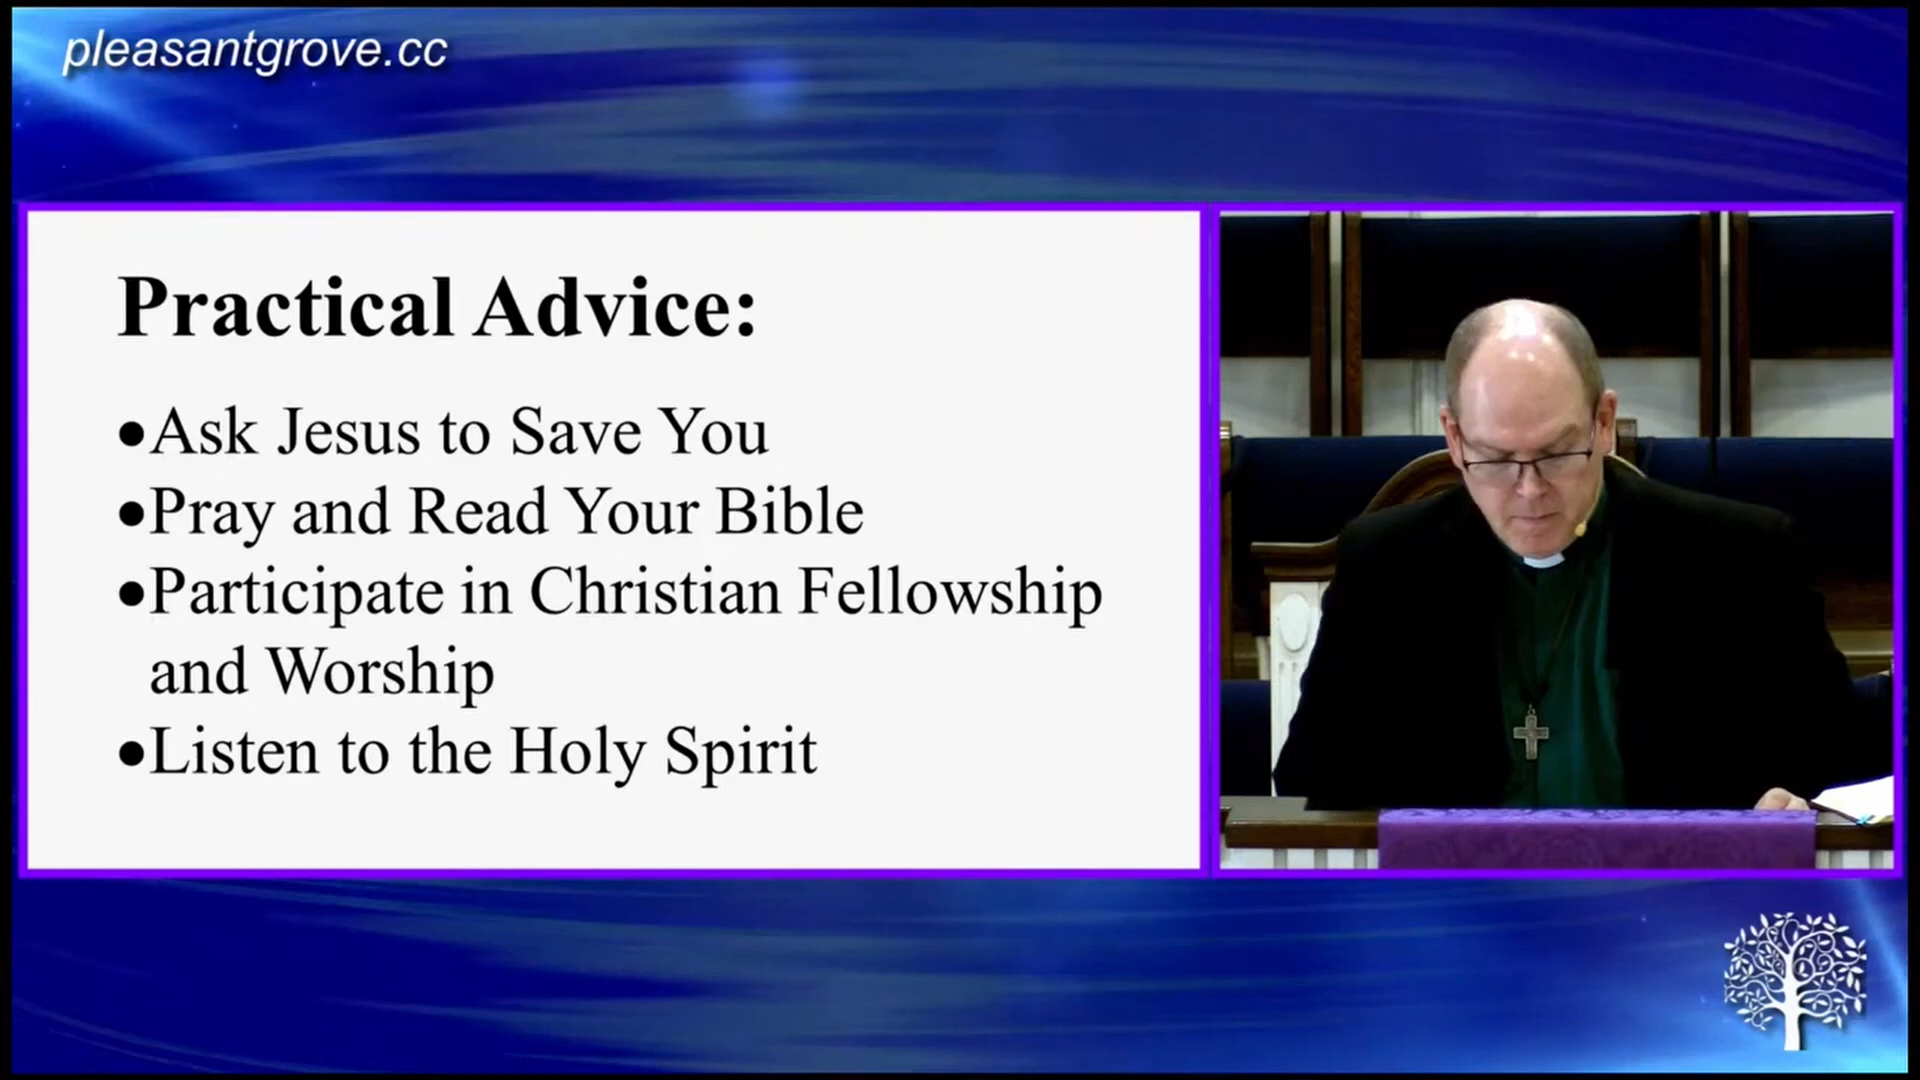 pleasantgrove.cc
Practical Advice:
•Ask Jesus to Save You
•Pray and Read Your Bible
•Participate in Christian Fellowship
and Worship
•Listen to the Holy Spirit